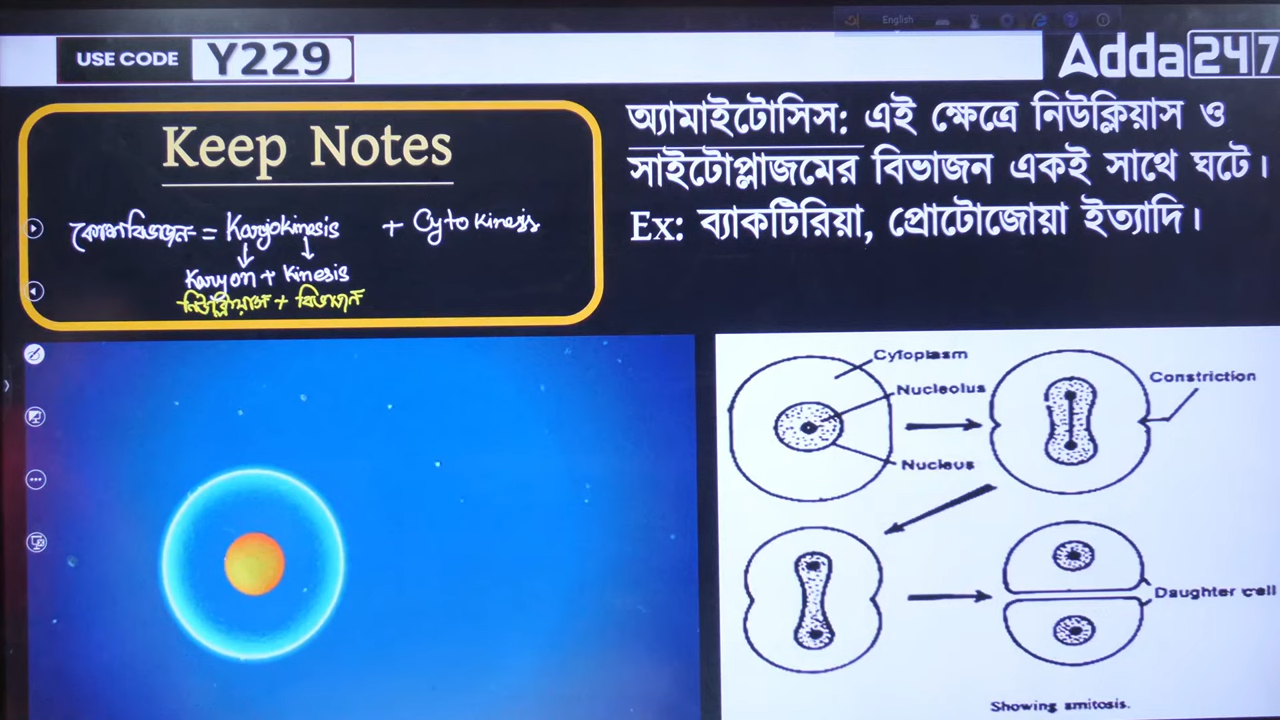 English
USE CODE Y229
Adda247
Keep Notes
কোশবিভাজন = Karyokinesis + Cytokinesis
Karyon + Kinesis
নিউক্লিয়াস + বিভাজন
অ্যামাইটোসিস: এই ক্ষেত্রে নিউক্লিয়াস ও
সাইটোপ্লাজমের বিভাজন একই সাথে ঘটে।
Ex: ব্যাকটিরিয়া, প্রোটোজোয়া ইত্যাদি।
Cytoplasm
Nucleolus
Nucleus
Constriction
Daughter cell
Showing amitosis.